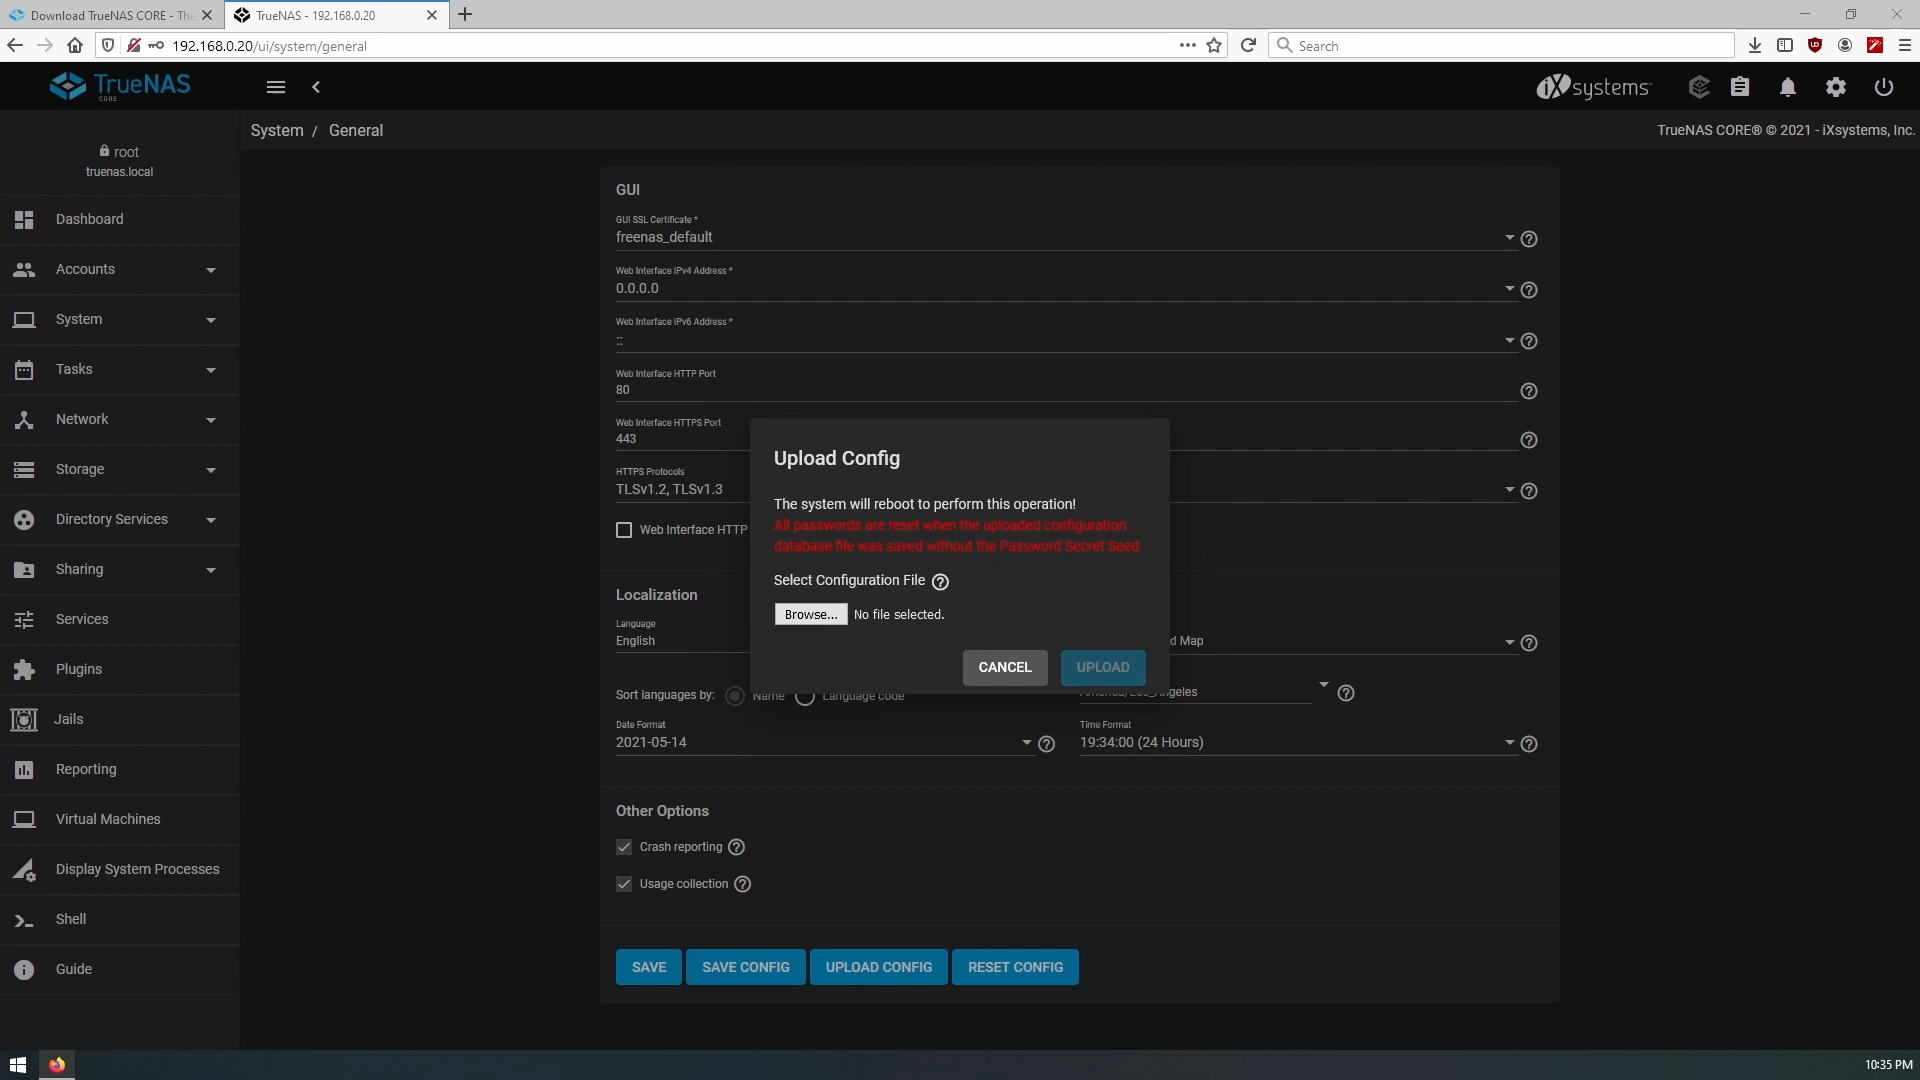 Download TrueNAS CORE - The
TrueNAS - 192.168.0.20
192.168.0.20/ui/system/general
Search
TrueNAS
CORE
iXsystems
System / General
TrueNAS CORE® © 2021 - iXsystems, Inc.
root
truenas.local
Dashboard
Accounts
System
Tasks
Network
Storage
Directory Services
Sharing
Services
Plugins
Jails
Reporting
Virtual Machines
Display System Processes
Shell
Guide
GUI
GUI SSL Certificate *
freenas_default
Web Interface IPv4 Address *
0.0.0.0
Web Interface IPv6 Address *
::
Web Interface HTTP Port
80
Web Interface HTTPS Port
443
HTTPS Protocols
TLSv1.2, TLSv1.3
Web Interface HTTP
Upload Config
The system will reboot to perform this operation!
All passwords are reset when the uploaded configuration
database file was saved without the Password Secret Seed.
Select Configuration File
Browse... No file selected.
CANCEL UPLOAD
Localization
Language
English
d Map
Sort languages by: Name Language code
America/Los_Angeles
Date Format
2021-05-14
Time Format
19:34:00 (24 Hours)
Other Options
Crash reporting
Usage collection
SAVE SAVE CONFIG UPLOAD CONFIG RESET CONFIG
10:35 PM